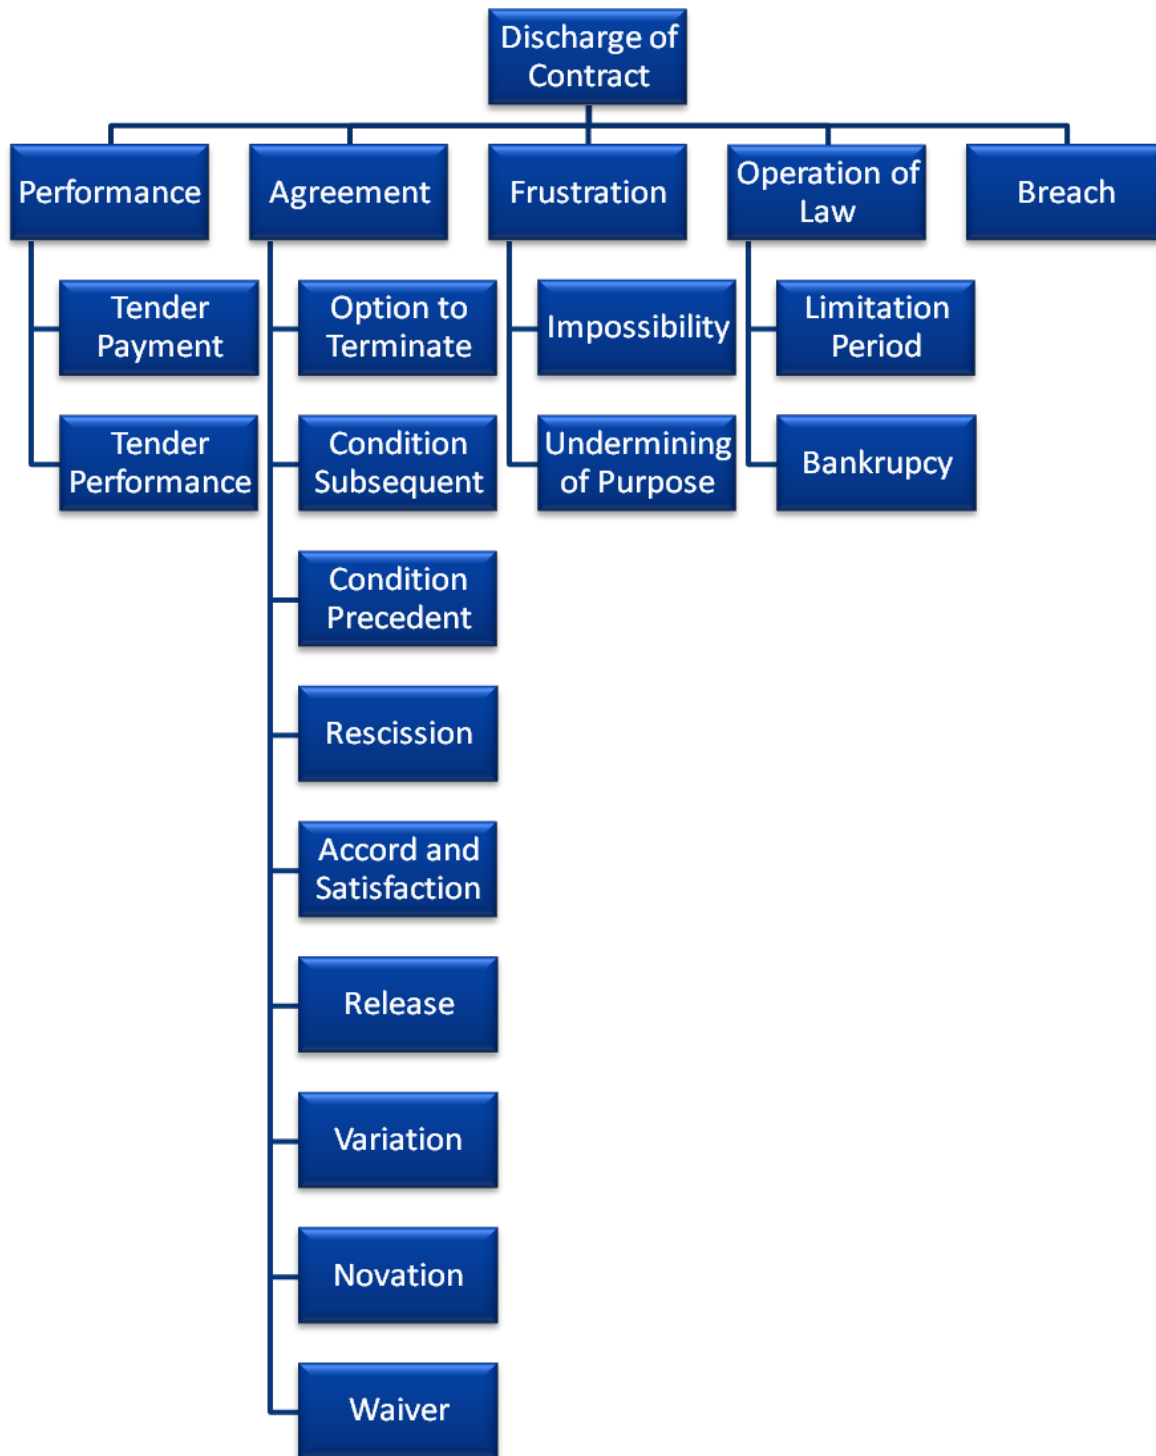 Discharge of
Contract
Performance
Agreement
Frustration
Operation of
Law
Breach
Tender
Payment
Tender
Performance
Option to
Terminate
Condition
Subsequent
Condition
Precedent
Rescission
Accord and
Satisfaction
Release
Variation
Novation
Waiver
Impossibility
Undermining
of Purpose
Limitation
Period
Bankrupcy